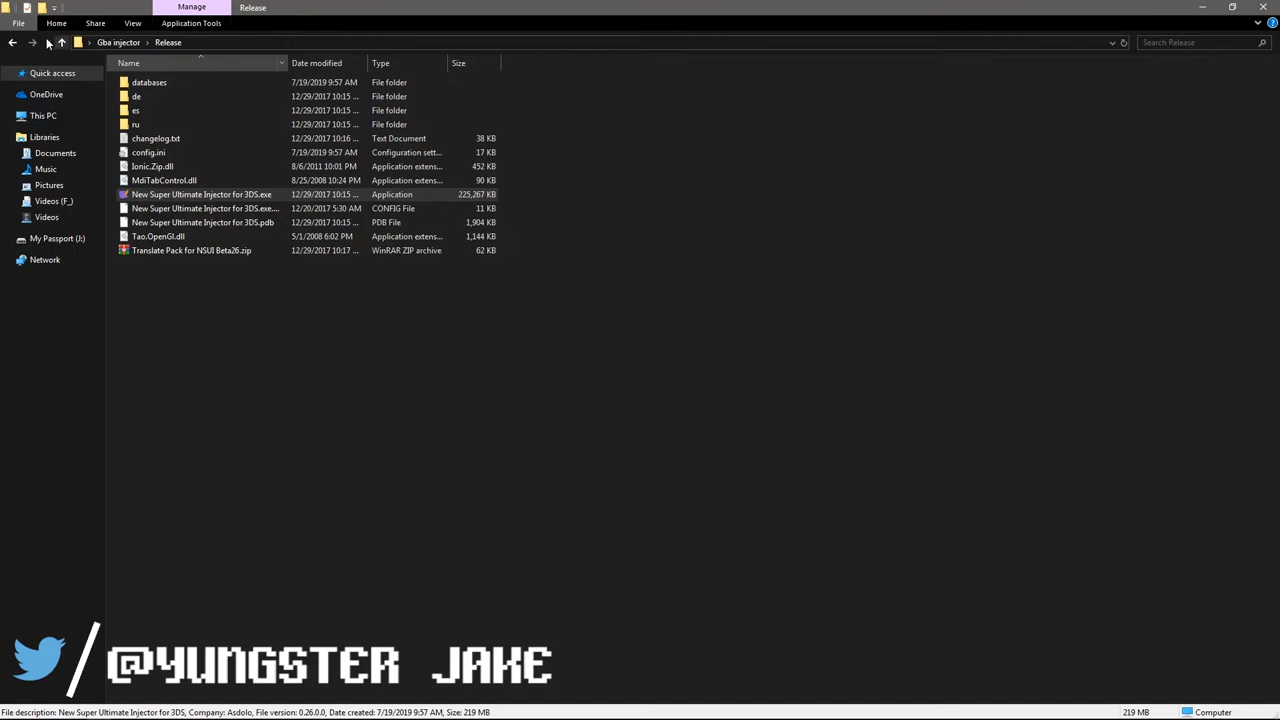 Manage
Release
File
Home
Share
View
Application Tools
Gba injector
Release
Search Release
Name
Date modified
Type
Size
Quick access
OneDrive
This PC
Libraries
Documents
Music
Pictures
Videos (F_)
Videos
My Passport (J:)
Network
databases 7/19/2019 9:57 AM File folder
de 12/29/2017 10:15 ... File folder
es 12/29/2017 10:15 ... File folder
ru 12/29/2017 10:15 ... File folder
changelog.txt 12/29/2017 10:16 ... Text Document 38 KB
config.ini 7/19/2019 9:57 AM Configuration sett... 17 KB
Ionic.Zip.dll 8/6/2011 10:01 PM Application extens... 452 KB
MdiTabControl.dll 8/25/2008 10:24 PM Application extens... 90 KB
New Super Ultimate Injector for 3DS.exe 12/29/2017 10:15 ... Application 225,267 KB
New Super Ultimate Injector for 3DS.exe.... 12/20/2017 5:30 AM CONFIG File 11 KB
New Super Ultimate Injector for 3DS.pdb 12/29/2017 10:15 ... PDB File 1,904 KB
Tao.OpenGl.dll 5/1/2008 6:02 PM Application extens... 1,144 KB
Translate Pack for NSUI Beta26.zip 12/29/2017 10:17 ... WinRAR ZIP archive 62 KB
/@YUNGSTER JAKE
File description: New Super Ultimate Injector for 3DS, Company: Asdolo, File version: 0.26.0.0, Date created: 7/19/2019 9:57 AM, Size: 219 MB
219 MB
Computer